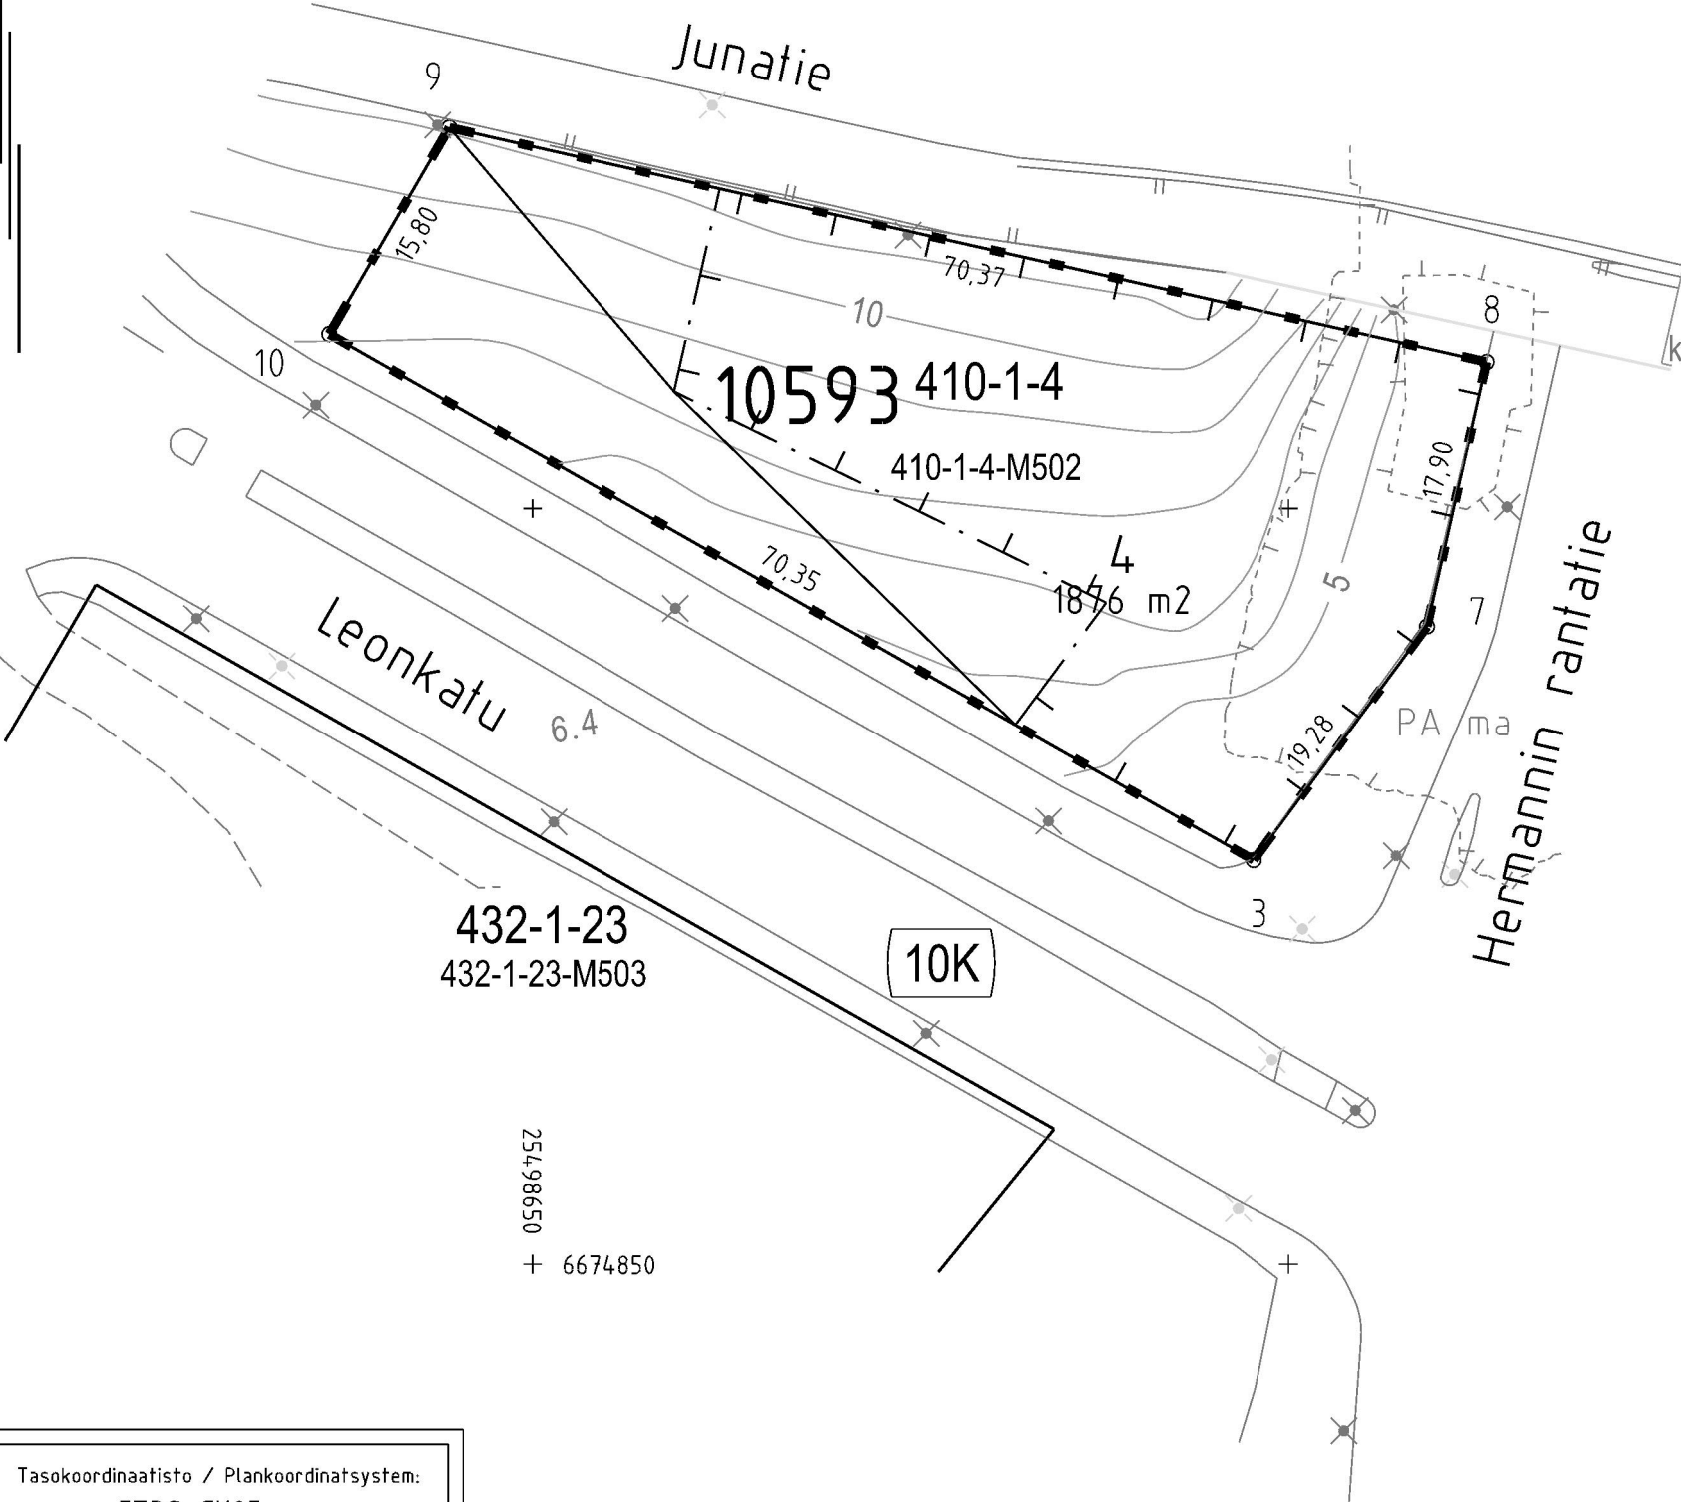 Junatie
9
15,80
70,37
8
10
10
10593
410-1-4
410-1-4-M502
17,90
70,35
4
1876 m2
5
7
Leonkatu
6.4
19,28
PA ma
Hermannin rantatie
3
432-1-23
432-1-23-M503
10K
25498650
6674850
Tasokoordinaatisto / Plankoordinatsystem: